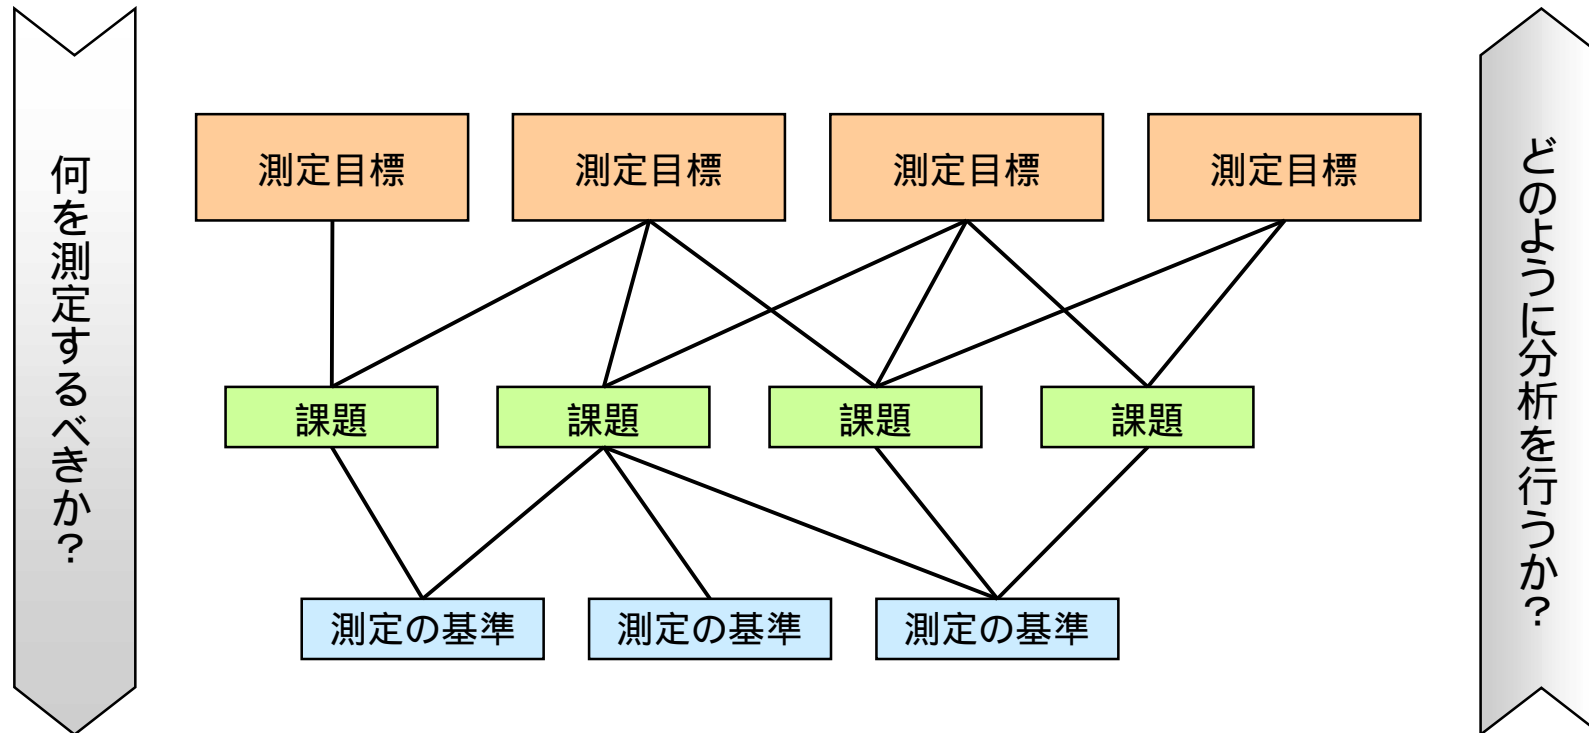 何を測定するべきか?
測定目標
測定目標
測定目標
測定目標
課題
課題
課題
課題
測定の基準
測定の基準
測定の基準
どのように分析を行うか?